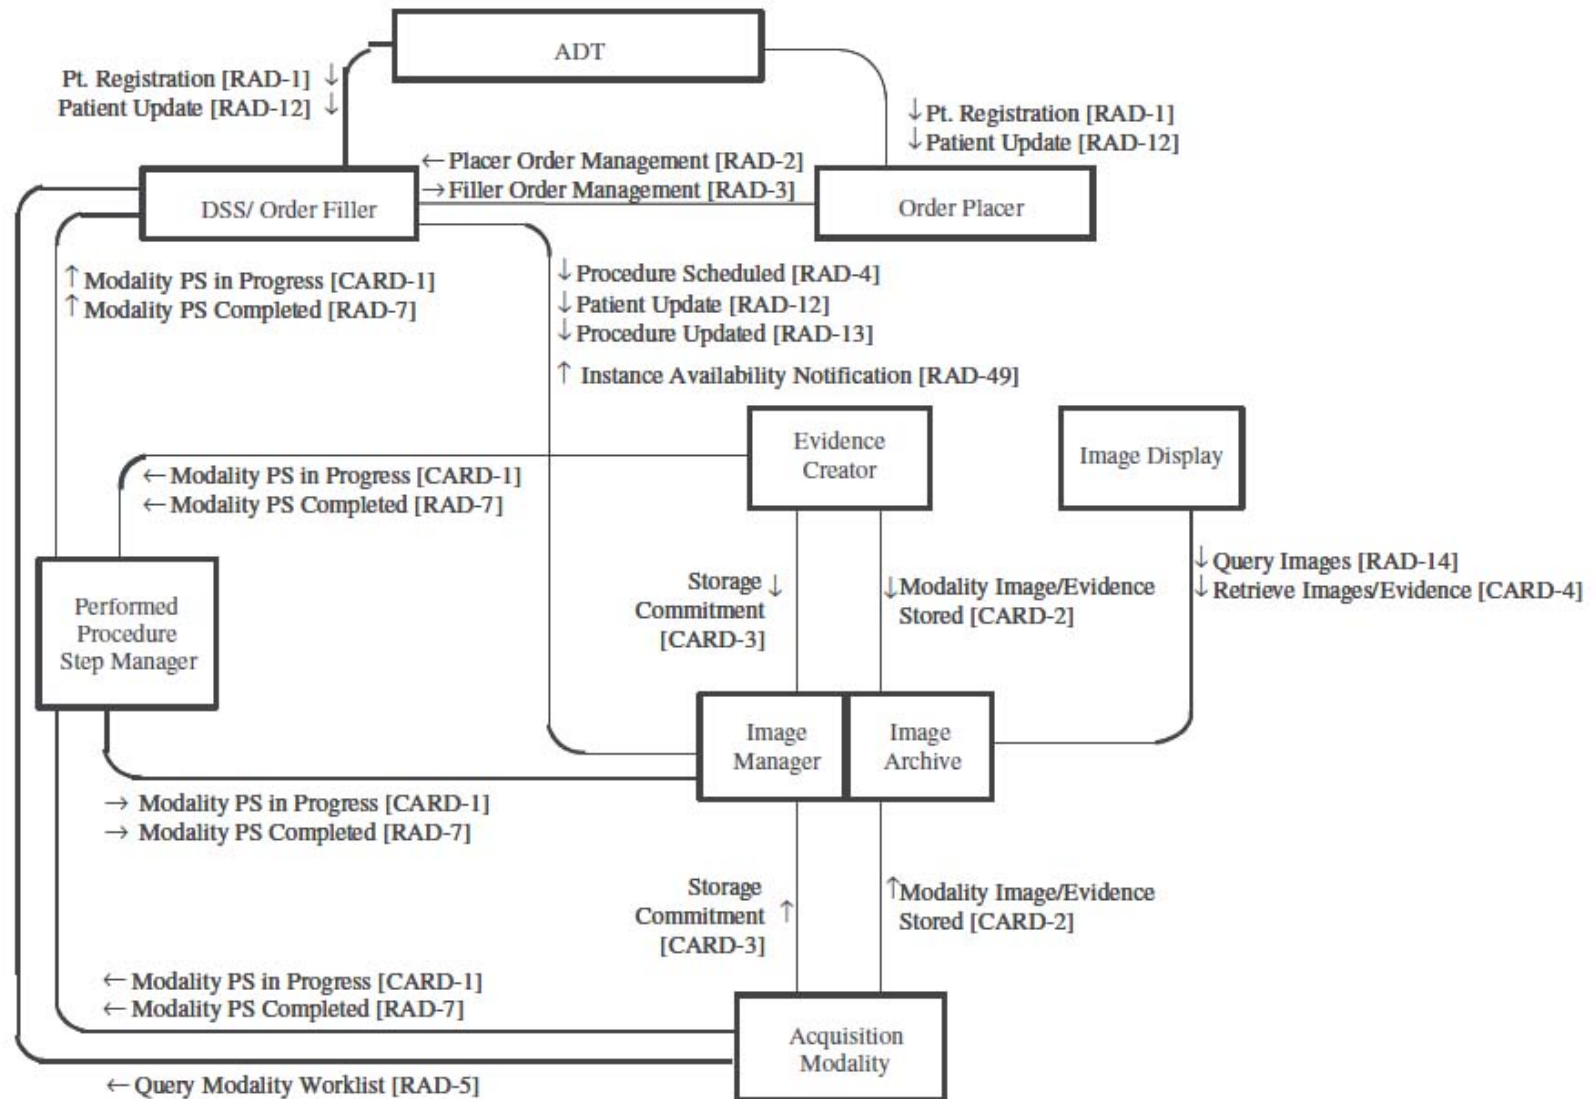 ADT
Pt. Registration [RAD-1] ↓
Patient Update [RAD-12] ↓
↓Pt. Registration [RAD-1]
↓Patient Update [RAD-12]
←Placer Order Management [RAD-2]
→Filler Order Management [RAD-3]
DSS/ Order Filler
Order Placer
↑Modality PS in Progress [CARD-1]
↑Modality PS Completed [RAD-7]
↓Procedure Scheduled [RAD-4]
↓Patient Update [RAD-12]
↓Procedure Updated [RAD-13]
↑ Instance Availability Notification [RAD-49]
Evidence
Creator
Image Display
←Modality PS in Progress [CARD-1]
←Modality PS Completed [RAD-7]
↓Query Images [RAD-14]
↓Retrieve Images/Evidence [CARD-4]
Storage ↓
Commitment
[CARD-3]
↓Modality Image/Evidence
Stored [CARD-2]
Performed
Procedure
Step Manager
Image
Manager
Image
Archive
→ Modality PS in Progress [CARD-1]
→ Modality PS Completed [RAD-7]
Storage
Commitment ↑
[CARD-3]
↑Modality Image/Evidence
Stored [CARD-2]
←Modality PS in Progress [CARD-1]
←Modality PS Completed [RAD-7]
Acquisition
Modality
←Query Modality Worklist [RAD-5]